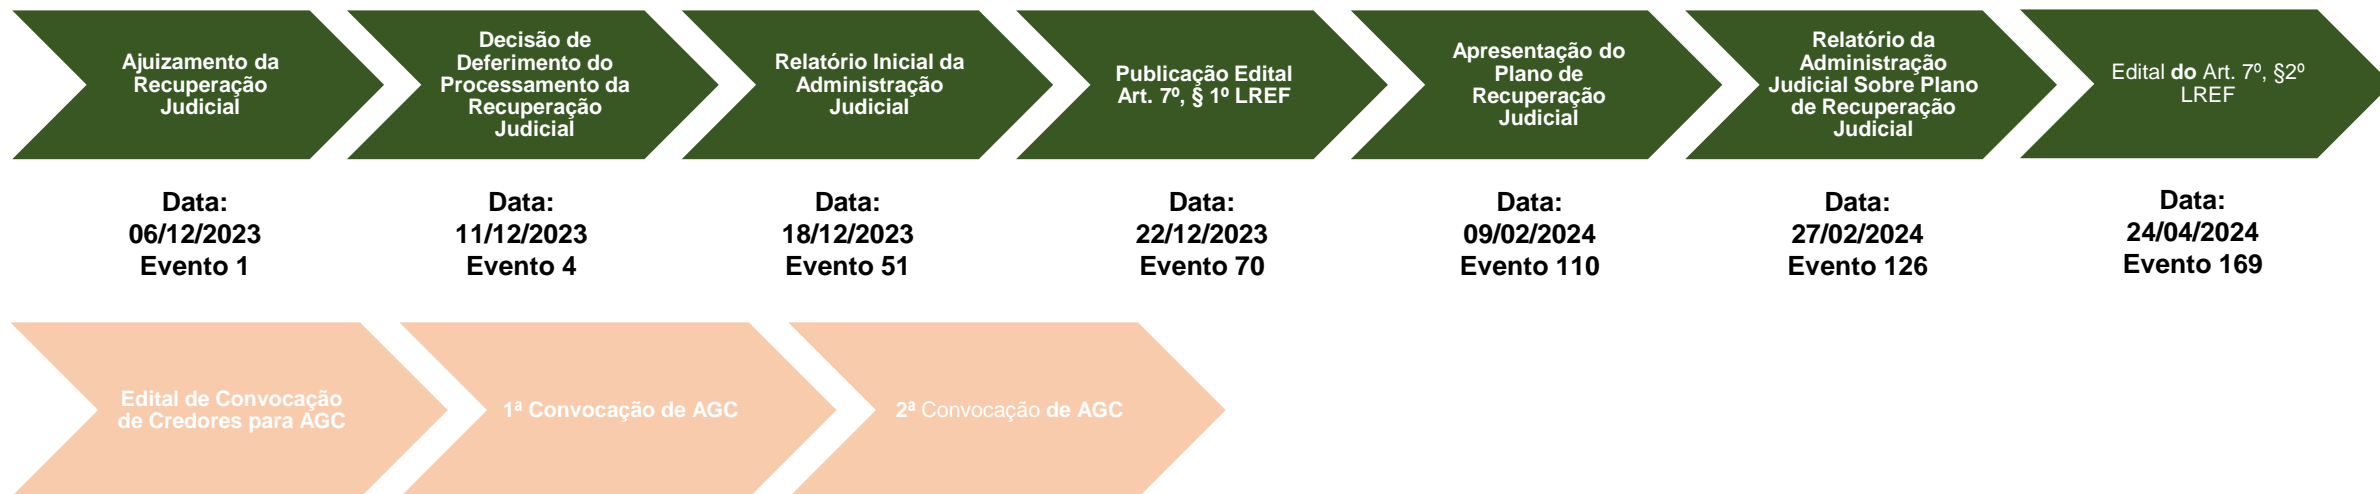 Ajuizamento da
Recuperação
Judicial
Decisão de
Deferimento do
Processamento da
Recuperação
Judicial
Relatório Inicial da
Administração
Judicial
Publicação Edital
Art. 7º, § 1º LREF
Apresentação do
Plano de
Recuperação
Judicial
Relatório da
Administração
Judicial Sobre Plano
de Recuperação
Judicial
Edital do Art. 7º, §2º
LREF
Data:
06/12/2023
Evento 1
Data:
11/12/2023
Evento 4
Data:
18/12/2023
Evento 51
Data:
22/12/2023
Evento 70
Data:
09/02/2024
Evento 110
Data:
27/02/2024
Evento 126
Data:
24/04/2024
Evento 169
Edital de Convocação
de Credores para AGC
1ª Convocação de AGC
2ª Convocação de AGC